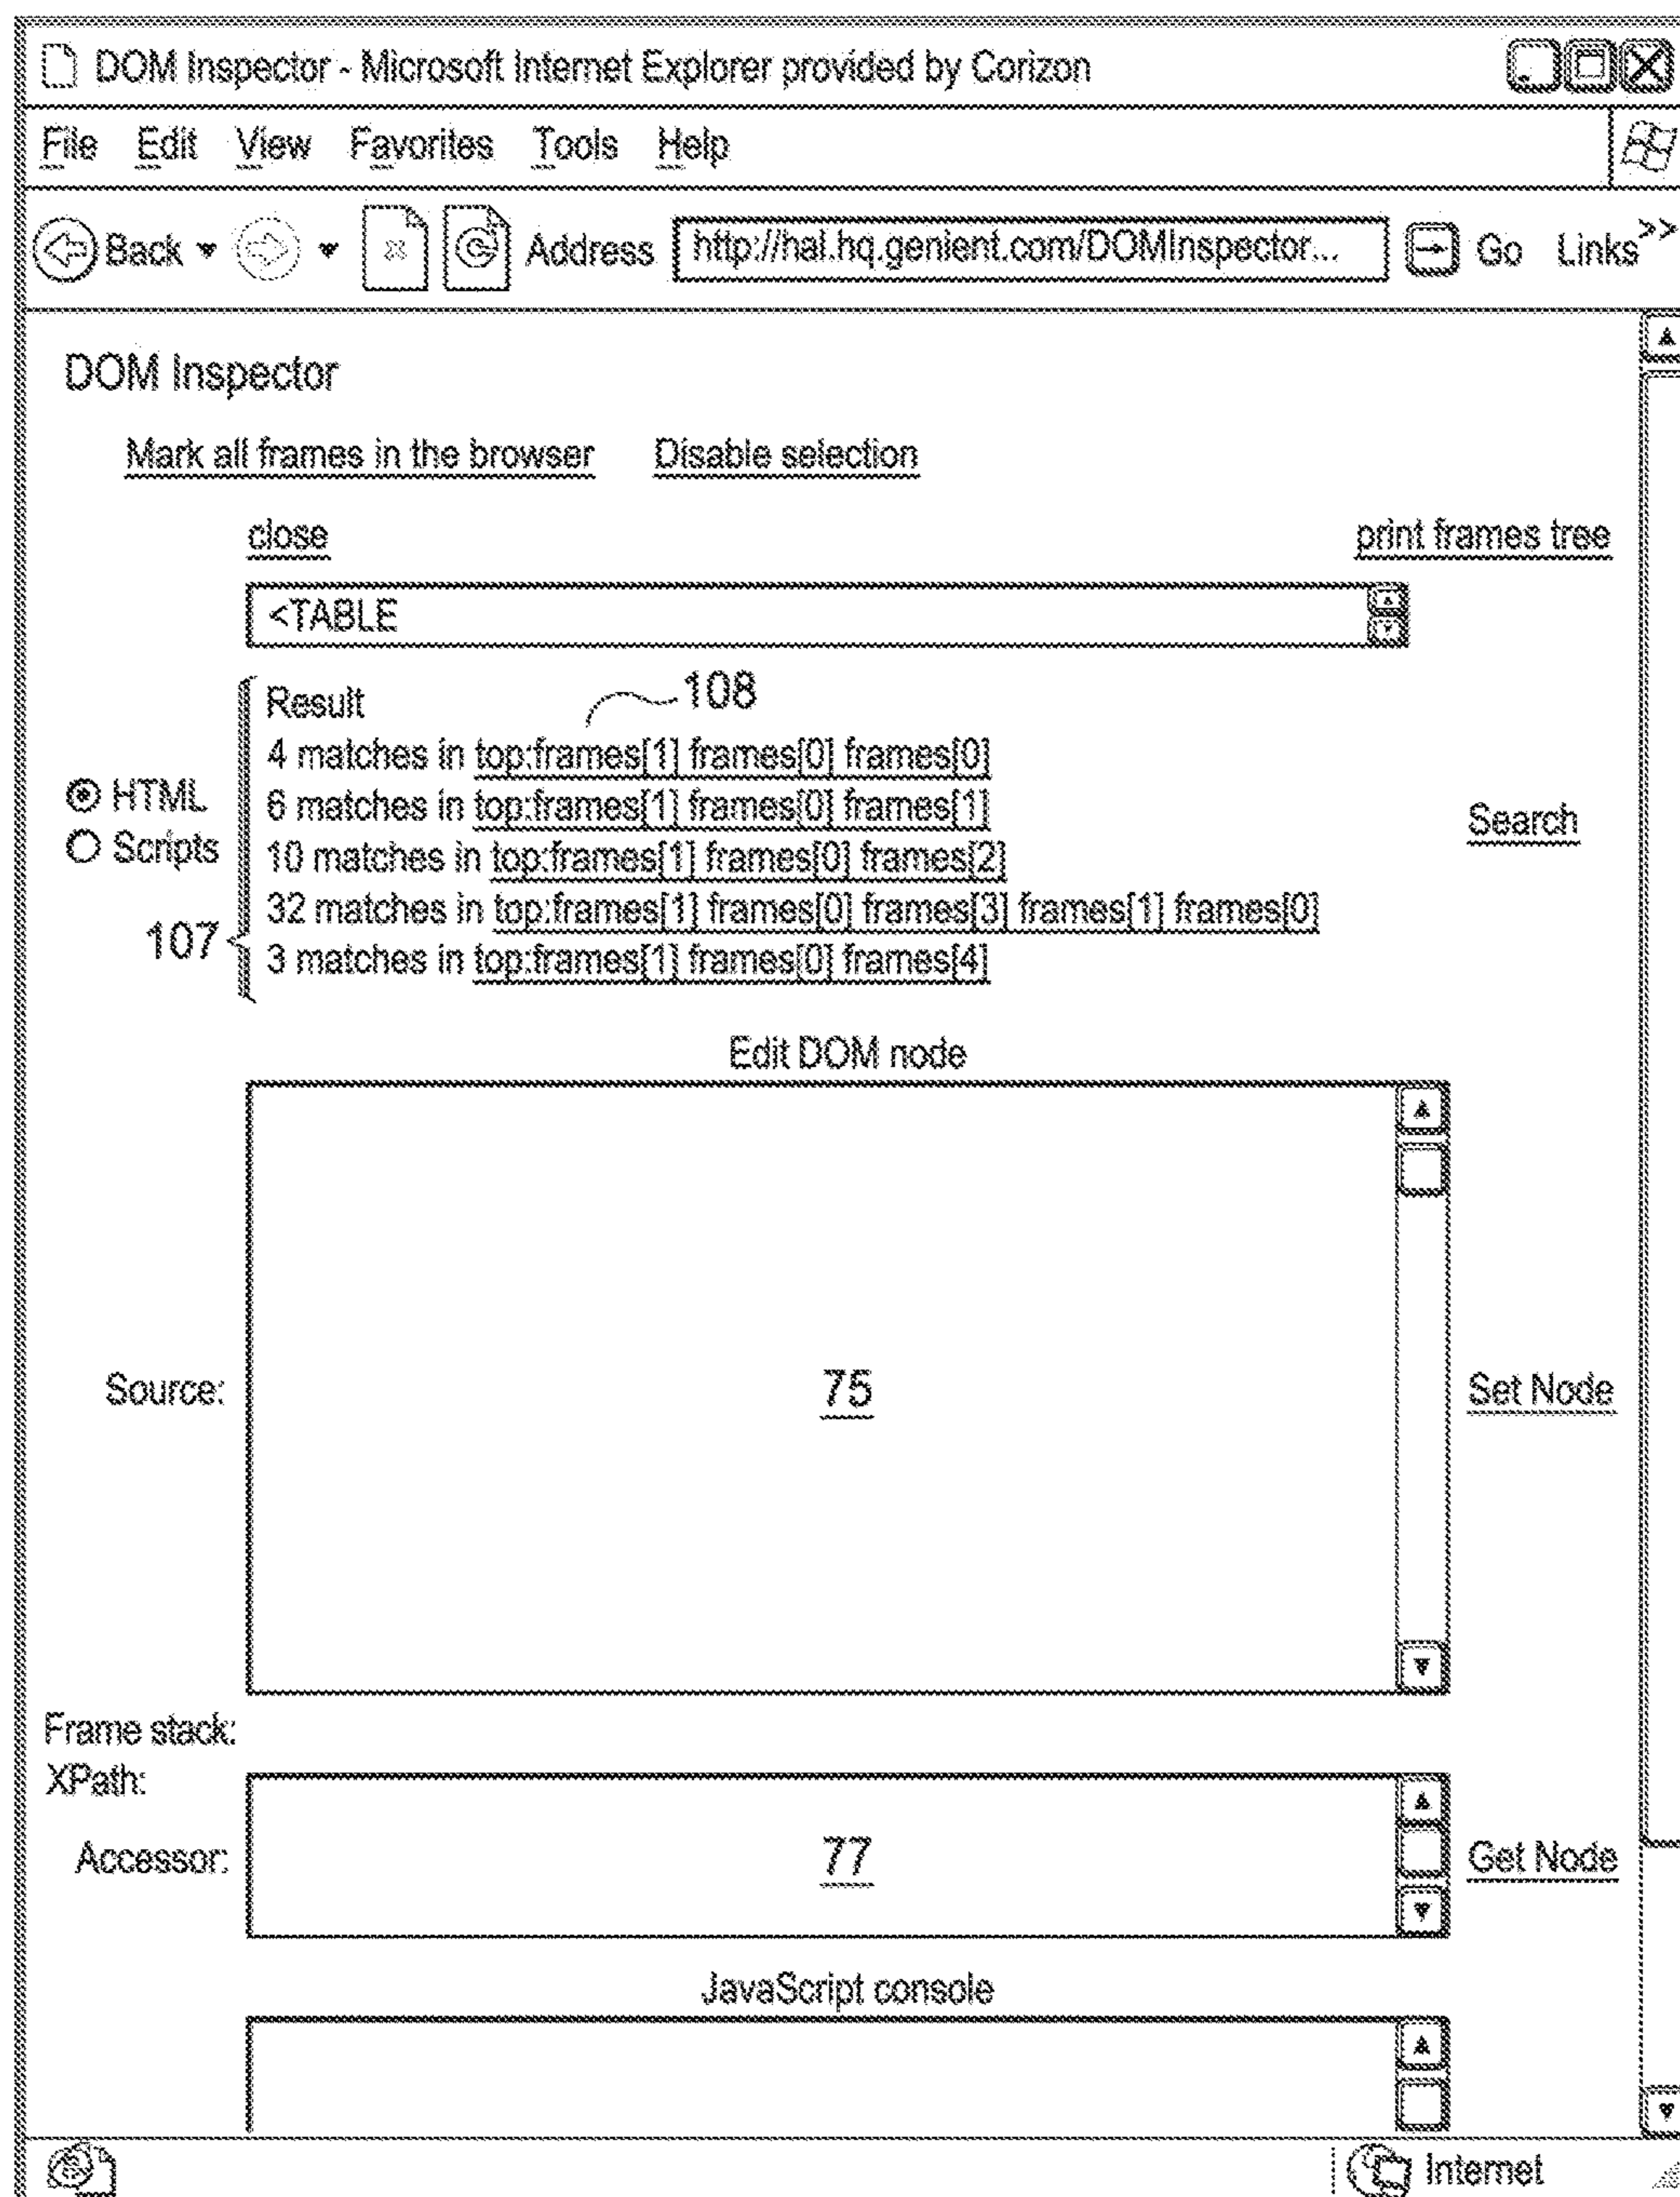 DOM Inspector - Microsoft Internet Explorer provided by Corizon
File Edit View Favorites Tools Help
Back Address http://hal.hq.genient.com/DOMInspector... Go Links >>
DOM Inspector
Mark all frames in the browser Disable selection
close print frames tree
<TABLE
Result 108
4 matches in top:frames[1] frames[0] frames[0]
HTML
6 matches in top:frames[1] frames[0] frames[1]
Search
Scripts
10 matches in top:frames[1] frames[0] frames[2]
32 matches in top:frames[1] frames[0] frames[3] frames[1] frames[0]
107
3 matches in top:frames[1] frames[0] frames[4]
Edit DOM node
Source: 75 Set Node
Frame stack:
XPath:
Accessor: 77 Get Node
JavaScript console
Internet